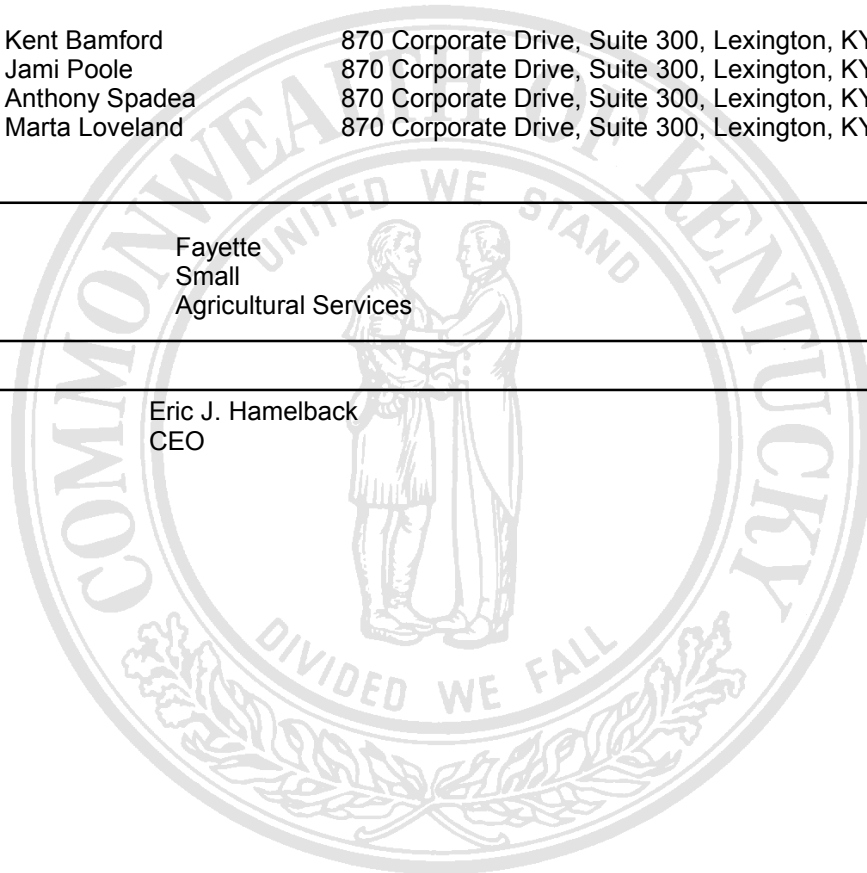 Kent Bamford 870 Corporate Drive, Suite 300, Lexington, KY
Jami Poole 870 Corporate Drive, Suite 300, Lexington, KY
Anthony Spadea 870 Corporate Drive, Suite 300, Lexington, KY
Marta Loveland 870 Corporate Drive, Suite 300, Lexington, KY
COMMONWEALTH OF KENTUCKY
UNITED WE STAND
Fayette
Small
Agricultural Services
Eric J. Hamelback
CEO
DIVIDED WE FALL